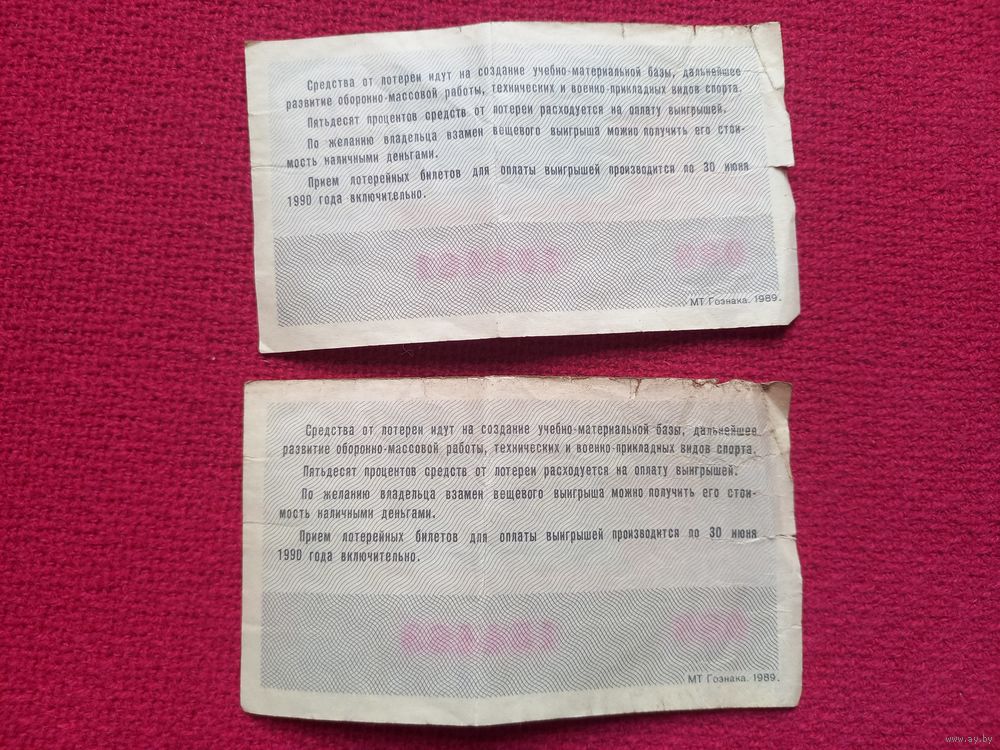 Средства от лотереи идут на создание учебно-материальной базы, дальнейшее
развитие оборонно-массовой работы, технических и военно-прикладных видов спорта.
Пятьдесят процентов средств от лотереи расходуется на оплату выигрышей.
По желанию владельца взамен вещевого выигрыша можно получить его стои-
мость наличными деньгами.
Прием лотерейных билетов для оплаты выигрышей производится по 30 июня
1990 года включительно.
МТ Гознака. 1989.
Средства от лотереи идут на создание учебно-материальной базы, дальнейшее
развитие оборонно-массовой работы, технических и военно-прикладных видов спорта.
Пятьдесят процентов средств от лотереи расходуется на оплату выигрышей.
По желанию владельца взамен вещевого выигрыша можно получить его стои-
мость наличными деньгами.
Прием лотерейных билетов для оплаты выигрышей производится по 30 июня
1990 года включительно.
МТ Гознака. 1989.
www.ay.by